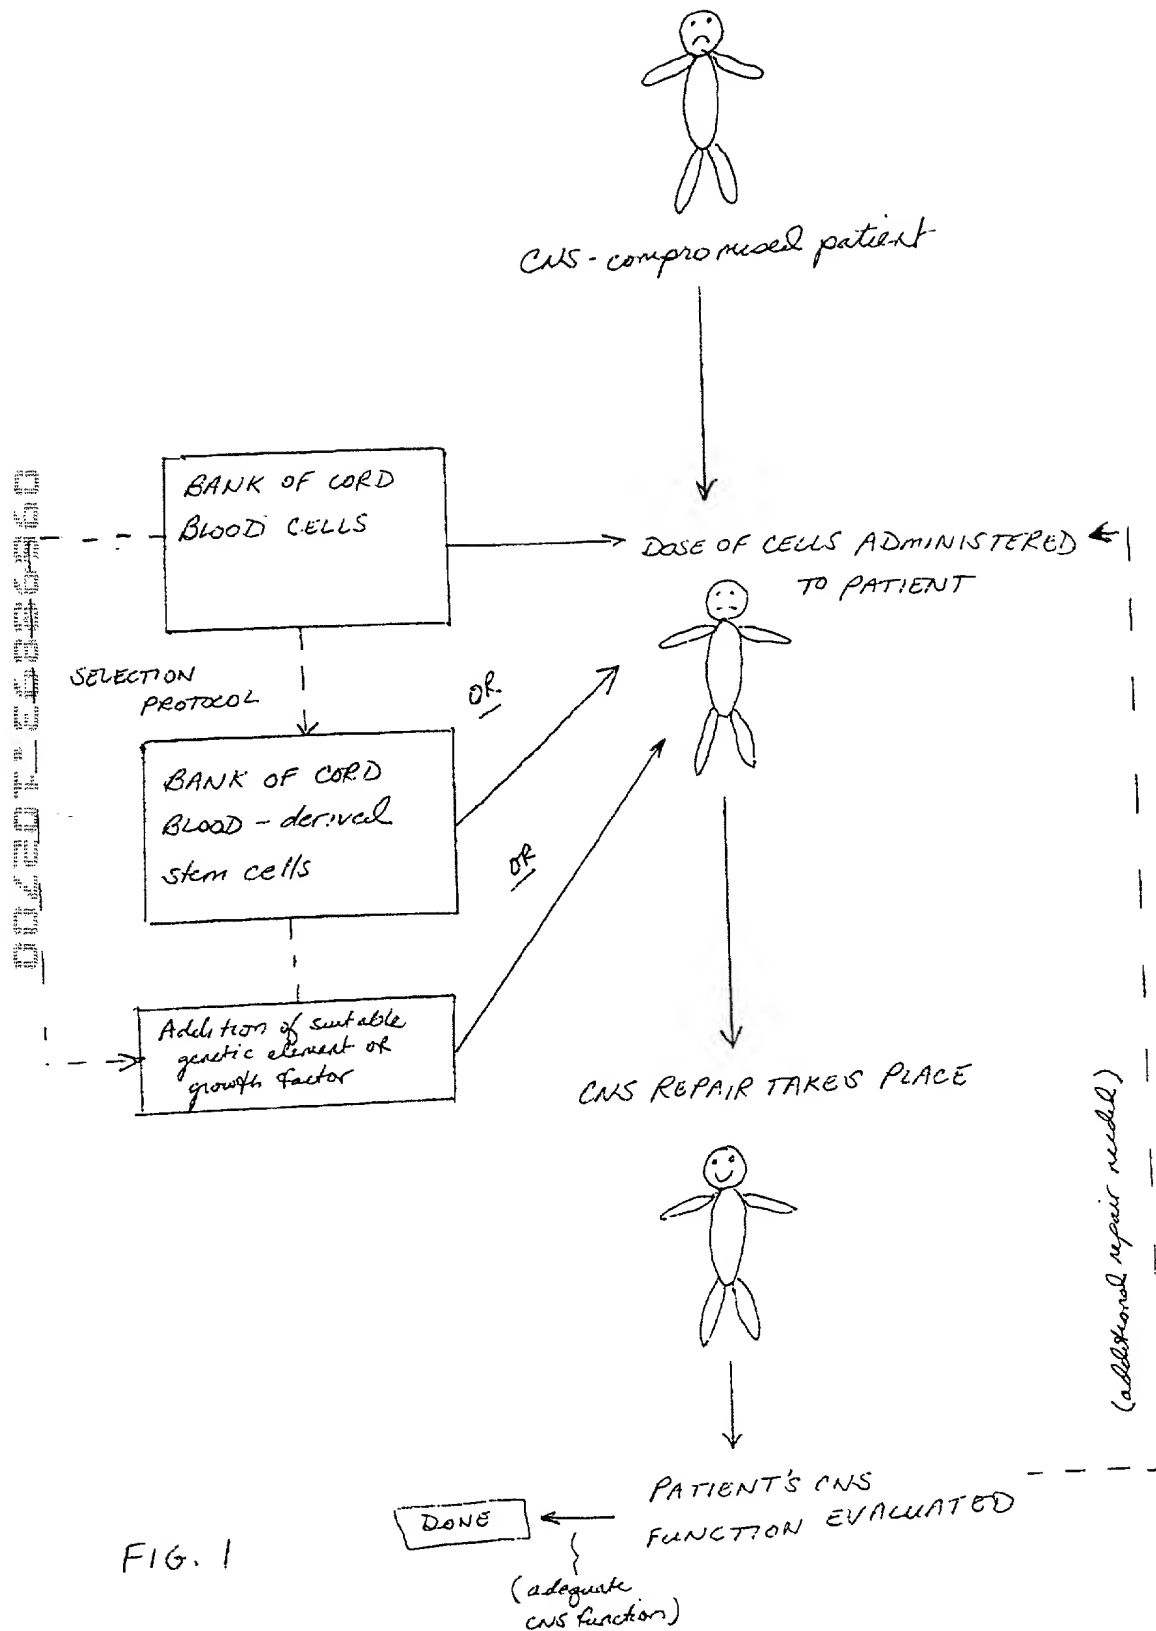 CNS-compromised patient
BANK OF CORD
BLOOD CELLS
DOSE OF CELLS ADMINISTERED
TO PATIENT
SELECTION
PROTOCOL
OR
BANK OF CORD
BLOOD - derived
stem cells
OR
Addition of suitable
genetic element or
growth factor
CNS REPAIR TAKES PLACE
(additional repair needed)
PATIENT'S CNS
FUNCTION EVALUATED
DONE
(adequate
CNS function)
FIG. 1